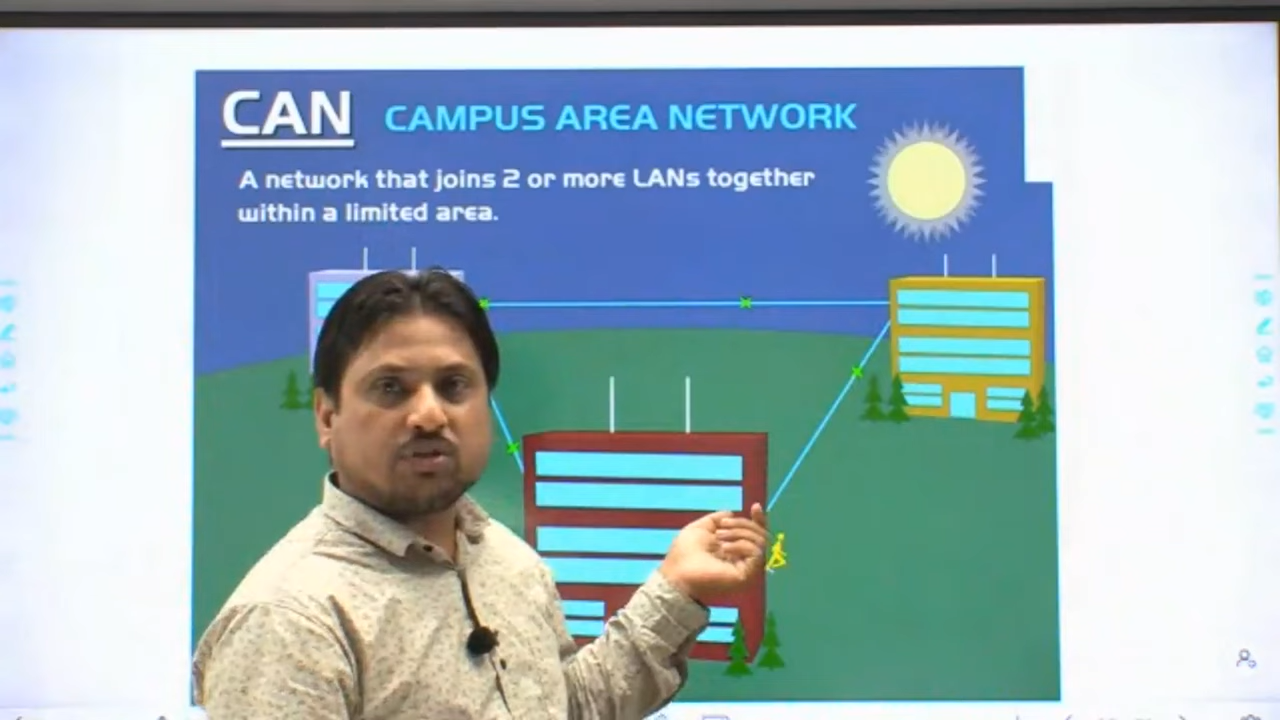 CAN CAMPUS AREA NETWORK
A network that joins 2 or more LANs together
within a limited area.